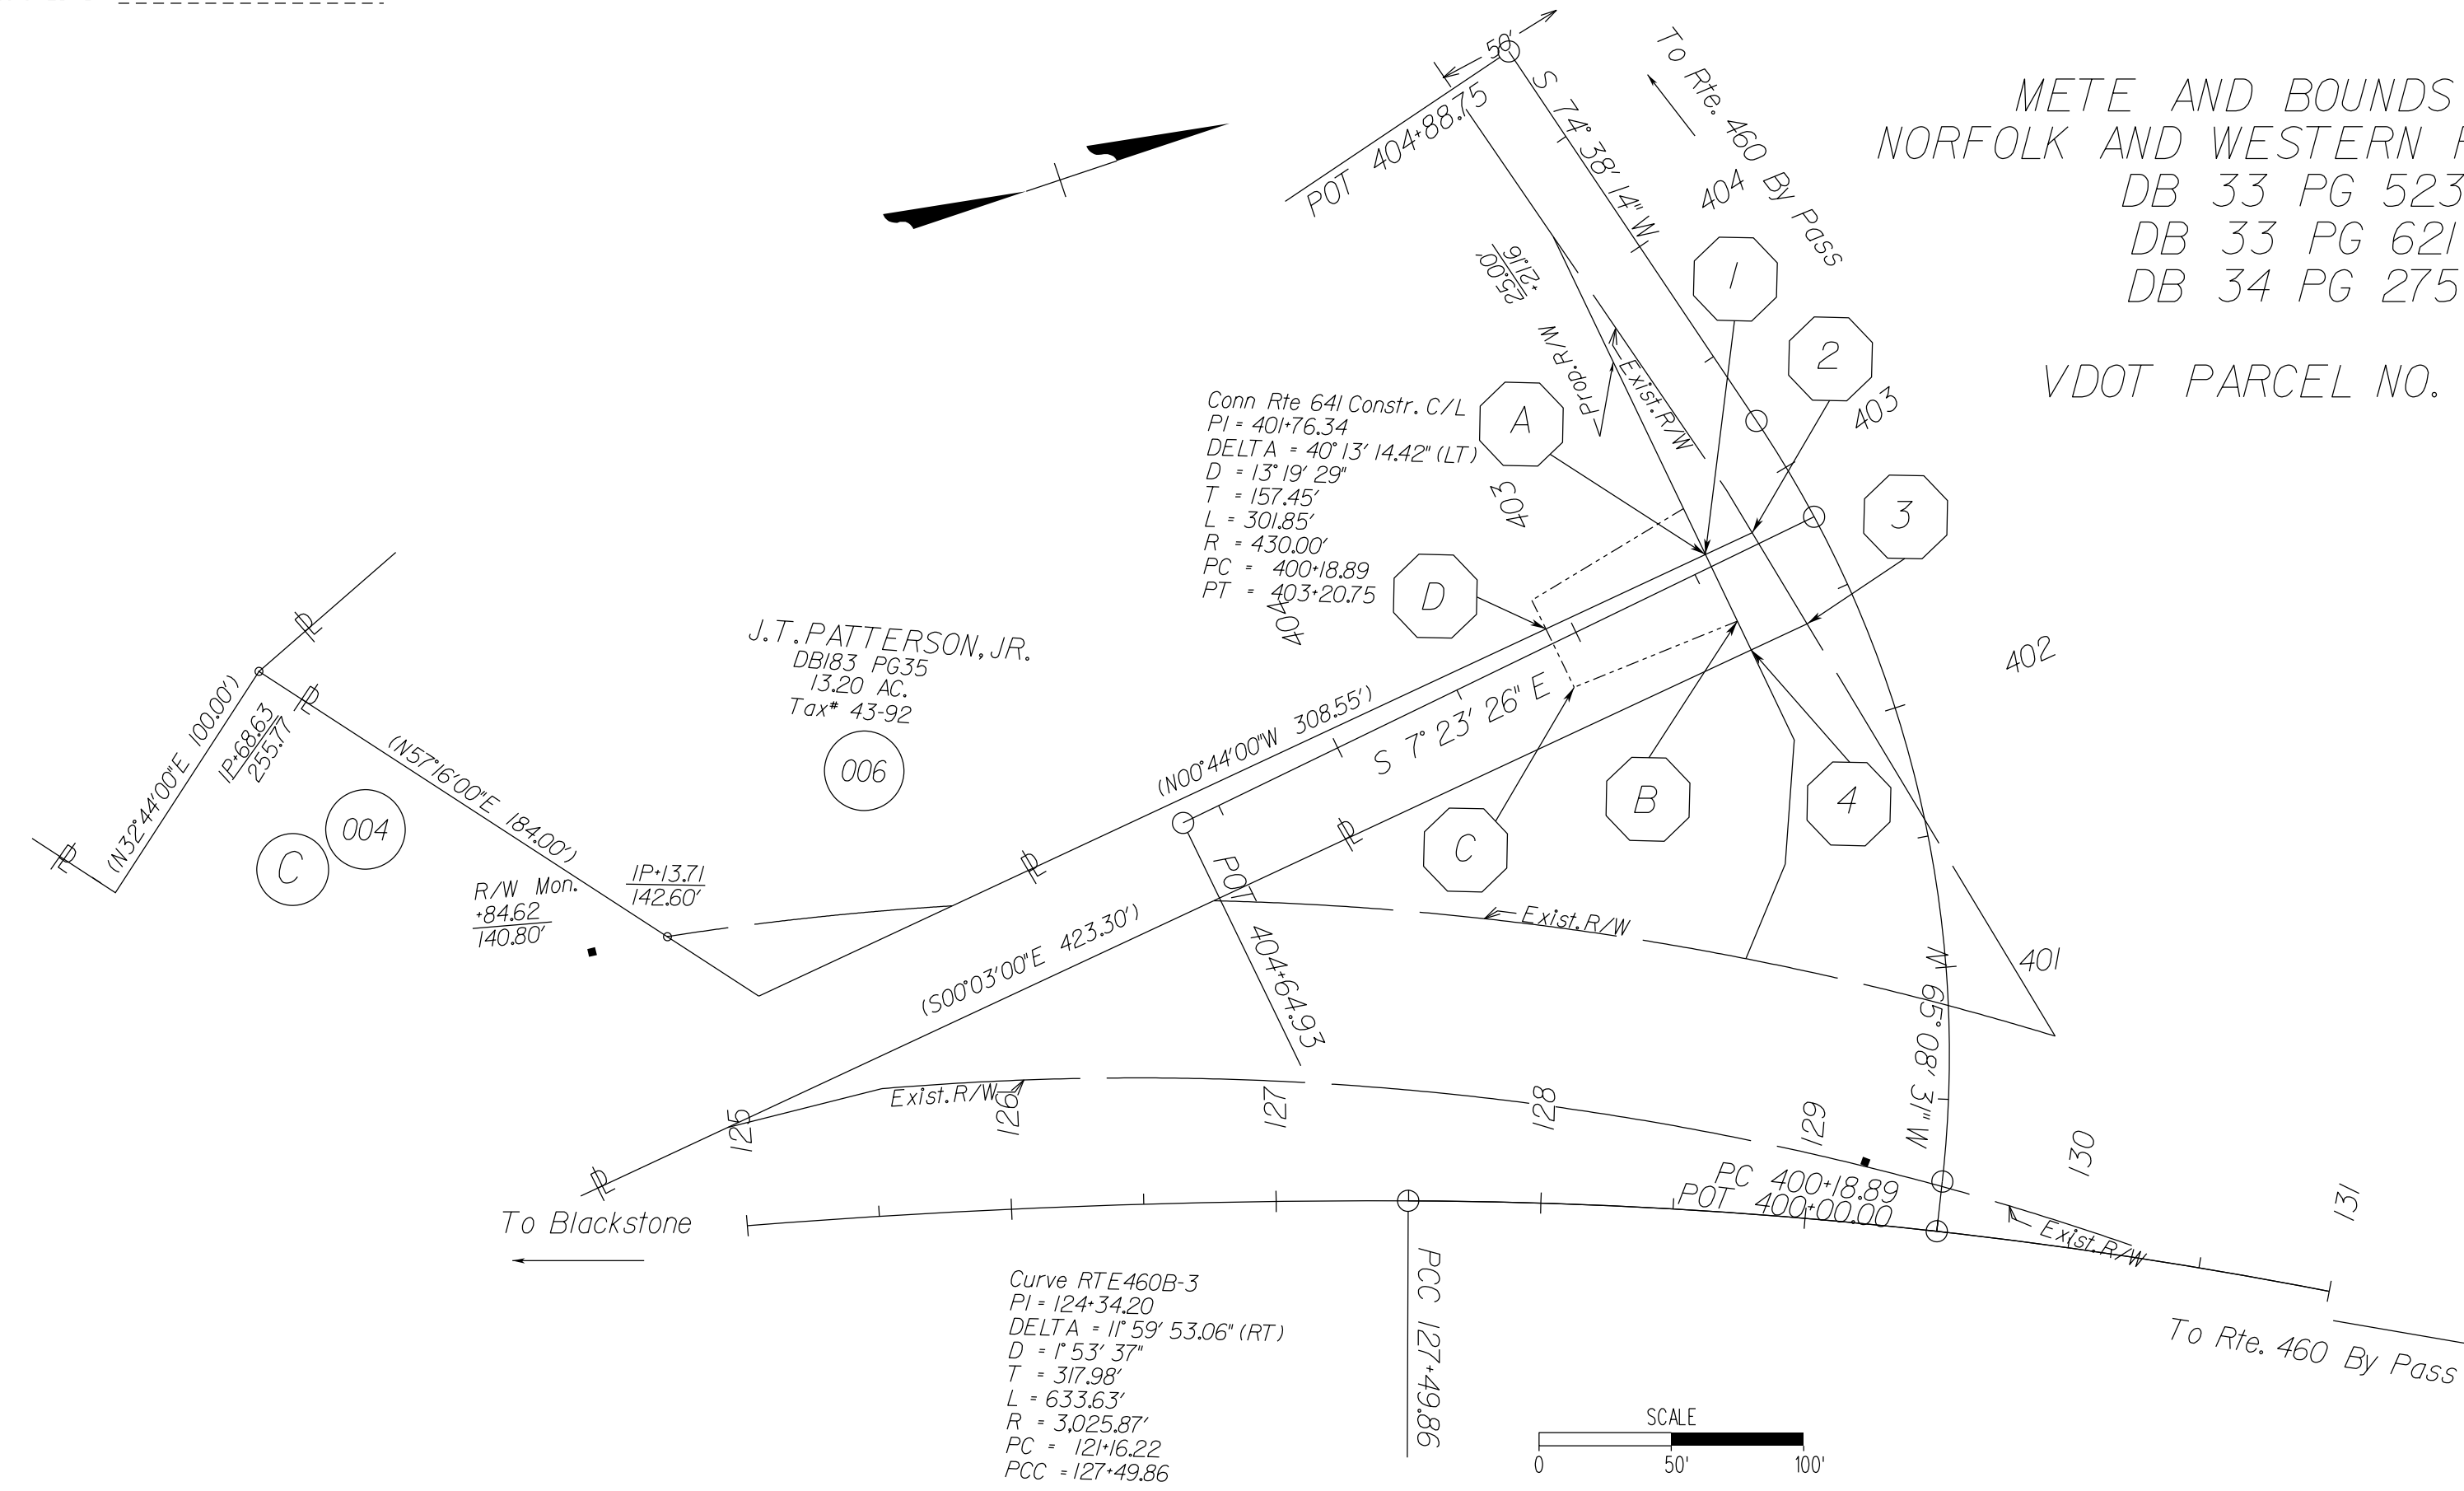 50'
POT 404+88.75
S 74° 38' 14" W
To Rte. 460 By Pass
404
METE AND BOUNDS
NORFOLK AND WESTERN
DB 33 PG 523
DB 33 PG 621
DB 34 PG 275
VDOT PARCEL NO.
+21.16
25.00'
Prop. R/W
Exist. R/W
1
2
3
A
D
403
403
404
402
401
Conn Rte 641 Constr. C/L
PI = 401+76.34
DELTA = 40° 13' 14.42" (LT)
D = 13° 19' 29"
T = 157.45'
L = 301.85'
R = 430.00'
PC = 400+18.89
PT = 403+20.75
J.T. PATTERSON, JR.
DB183 PG35
13.20 AC.
Tax# 43-92
006
PL
PL
PL
PL
PL
PL
(N32°44'00"E 100.00')
IP+68.63
255.77'
(N57°16'00"E 184.00')
004
C
R/W Mon.
+84.62
140.80'
IP+13.71
142.60'
(N00°44'00"W 308.55')
S 7° 23' 26" E
(S00°03'00"E 423.30')
POT 404+64.93
C
B
4
Exist. R/W
N 65° 08' 31" W
Exist. R/W
125
126
127
128
129
130
131
PC 400+18.89
POT 400+00.00
Exist. R/W
To Blackstone
To Rte. 460 By Pass
PCC 127+49.86
Curve RTE460B-3
PI = 124+34.20
DELTA = 11° 59' 53.06" (RT)
D = 1° 53' 37"
T = 317.98'
L = 633.63'
R = 3,025.87'
PC = 121+16.22
PCC = 127+49.86
SCALE
0 50' 100'